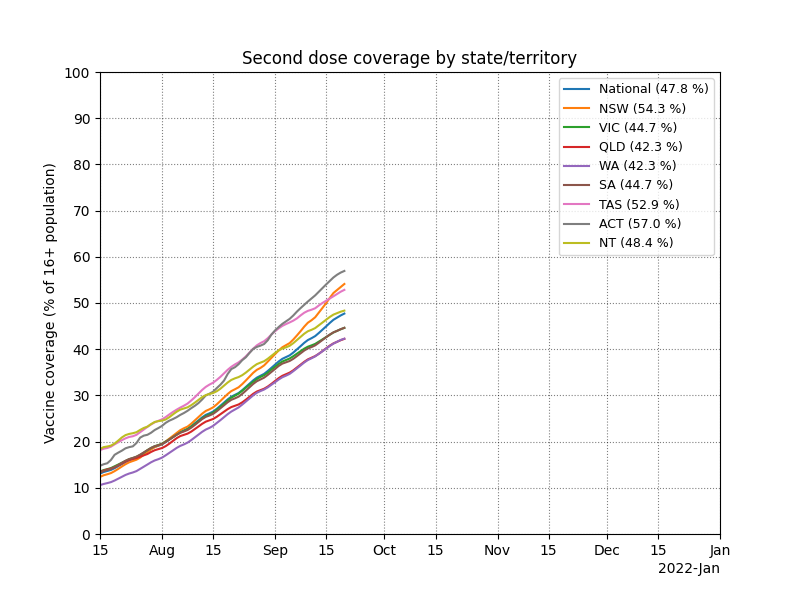 Second dose coverage by state/territory
Vaccine coverage (% of 16+ population)
100
90
80
70
60
50
40
30
20
10
0
National (47.8 %)
NSW (54.3 %)
VIC (44.7 %)
QLD (42.3 %)
WA (42.3 %)
SA (44.7 %)
TAS (52.9 %)
ACT (57.0 %)
NT (48.4 %)
15 Aug 15 Sep 15 Oct 15 Nov 15 Dec 15 Jan
2022-Jan